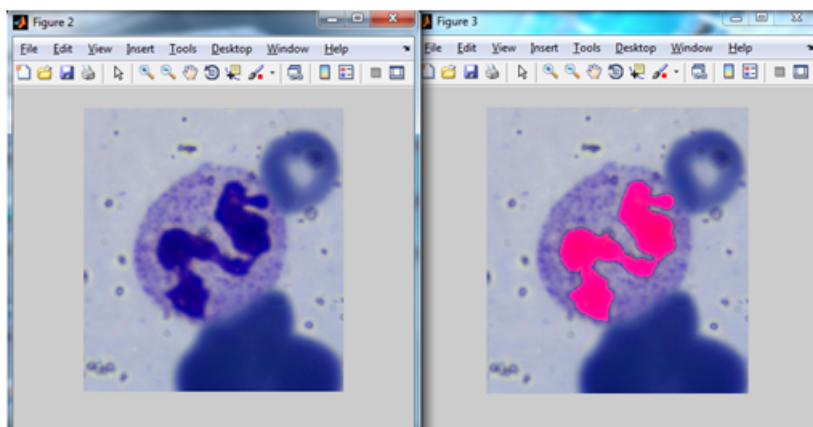 Figure 2
File Edit View Insert Tools Desktop Window Help
Figure 3
File Edit View Insert Tools Desktop Window Help